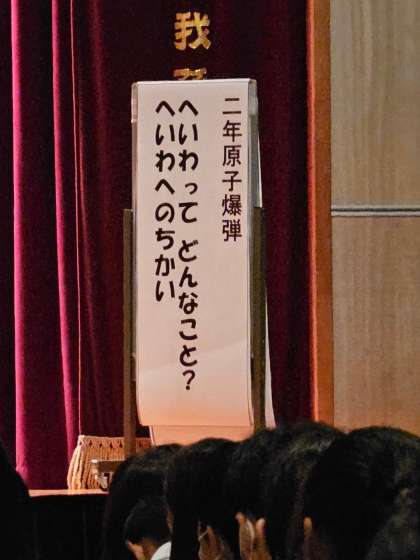 我
二年原子爆弾
へいわって どんなこと?
へいわへのちかい